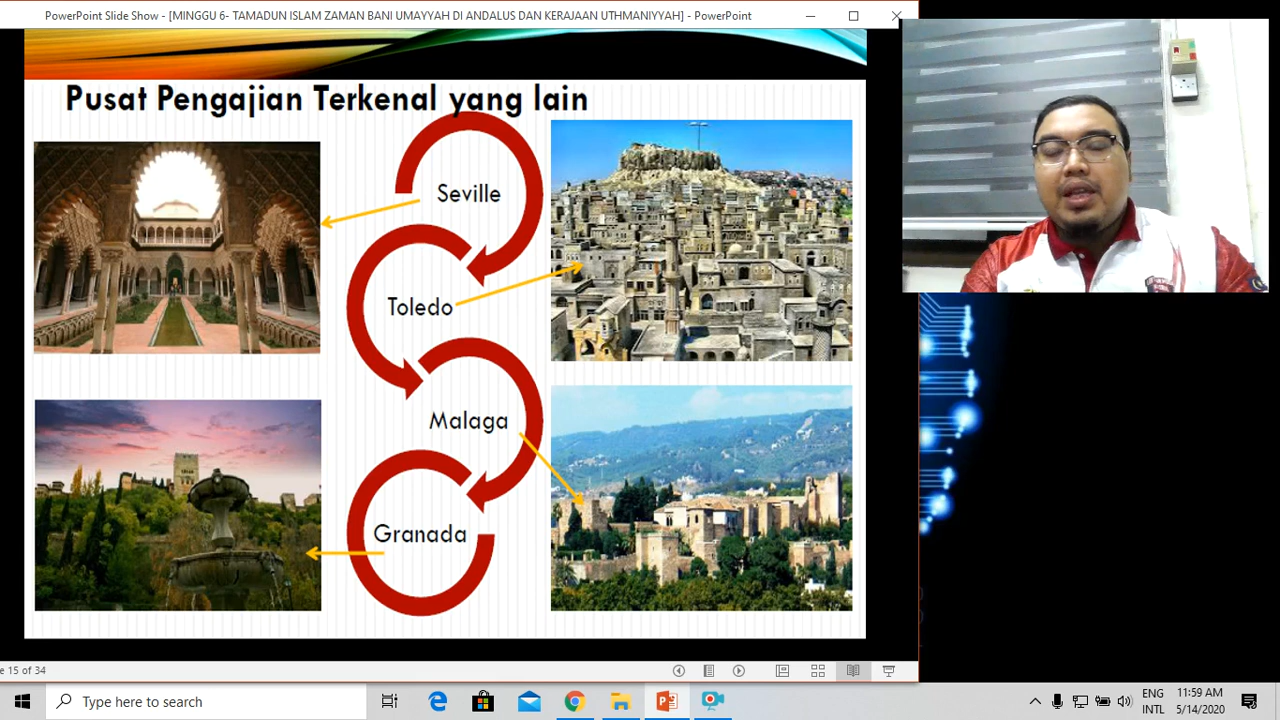 PowerPoint Slide Show - [MINGGU 6- TAMADUN ISLAM ZAMAN BANI UMAYYAH DI ANDALUS DAN KERAJAAN UTHMANIYYAH] - PowerPoint
Pusat Pengajian Terkenal yang lain
Seville
Toledo
Malaga
Granada
e 15 of 34
Type here to search
ENG
INTL
11:59 AM
5/14/2020